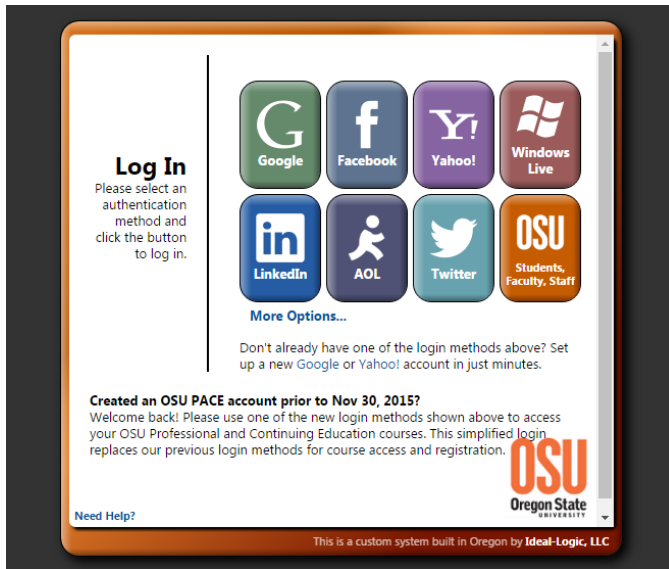 Log In
Please select an
authentication
method and
click the button
to log in.
G
Google
f
Facebook
Y!
Yahoo!
Windows
Live
in
LinkedIn
AOL
Twitter
OSU
Students,
Faculty, Staff
More Options...
Don't already have one of the login methods above? Set
up a new Google or Yahoo! account in just minutes.
Created an OSU PACE account prior to Nov 30, 2015?
Welcome back! Please use one of the new login methods shown above to access
your OSU Professional and Continuing Education courses. This simplified login
replaces our previous login methods for course access and registration.
OSU
Oregon State
UNIVERSITY
Need Help?
This is a custom system built in Oregon by Ideal-Logic, LLC